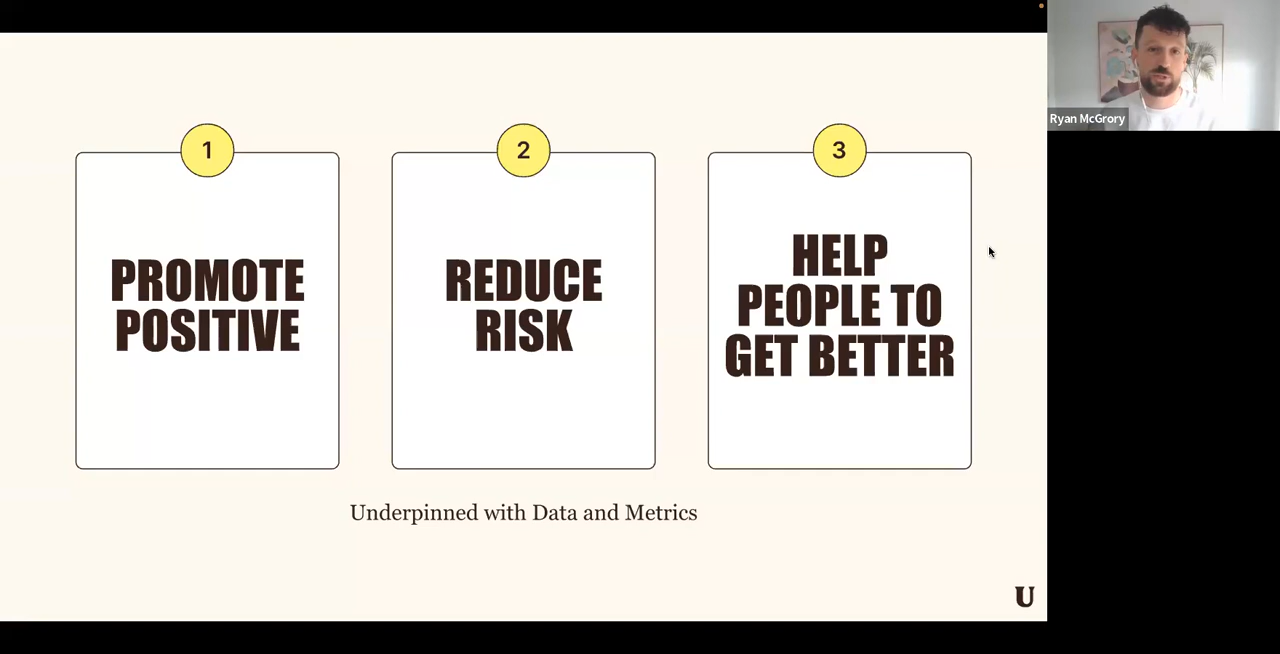 Ryan McGrory
1
2
3
PROMOTE
POSITIVE
REDUCE
RISK
HELP
PEOPLE TO
GET BETTER
Underpinned with Data and Metrics
U